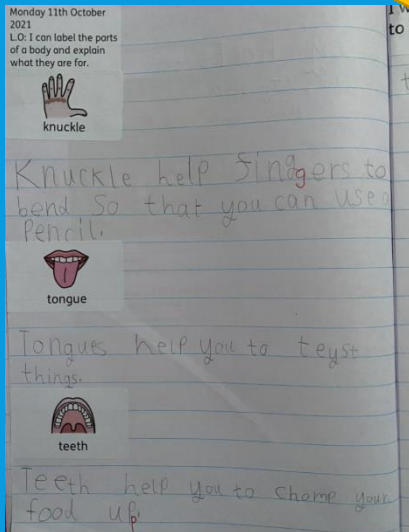 Monday 11th October
2021
L.O: I can label the parts
of a body and explain
what they are for.
knuckle
Knuckle help fingers to
bend so that you can use a
Pencil.
tongue
Tongues help you to teyst
things.
teeth
Teeth help you to chomp your
food up.
to